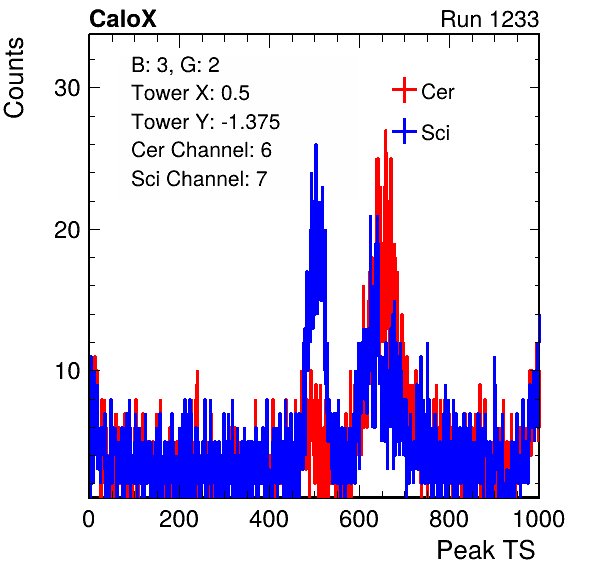 CaloX Run 1233
Counts
B: 3, G: 2
Tower X: 0.5
Tower Y: -1.375
Cer Channel: 6
Sci Channel: 7
Cer
Sci
30
20
10
0 200 400 600 800 1000
Peak TS